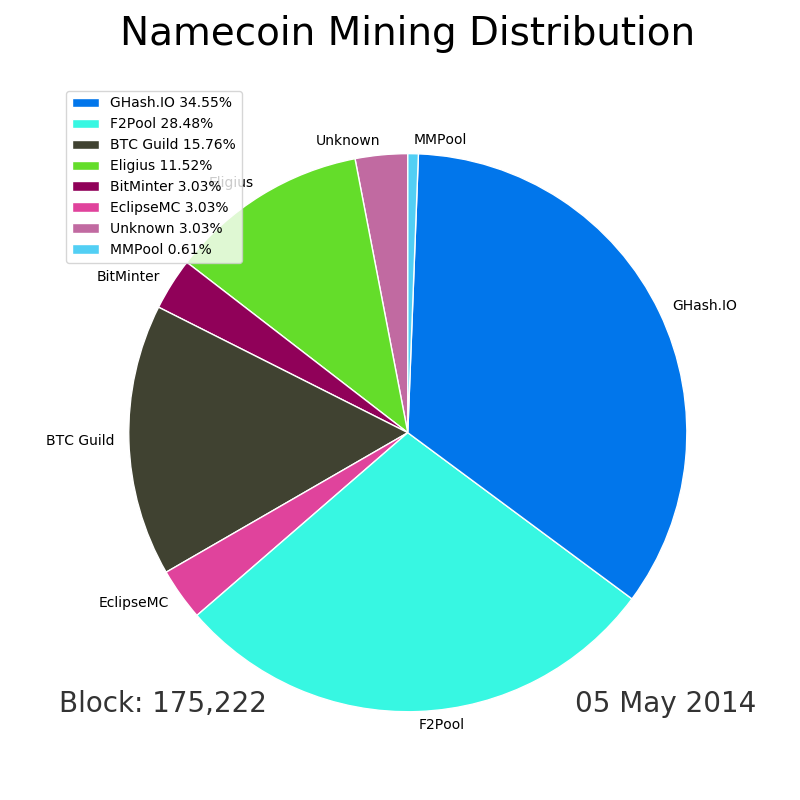 Namecoin Mining Distribution
GHash.IO 34.55%
F2Pool 28.48%
BTC Guild 15.76%
Eligius 11.52%
BitMinter 3.03%
EclipseMC 3.03%
Unknown 3.03%
MMPool 0.61%
Unknown
MMPool
Eligius
BitMinter
GHash.IO
BTC Guild
EclipseMC
F2Pool
Block: 175,222
05 May 2014